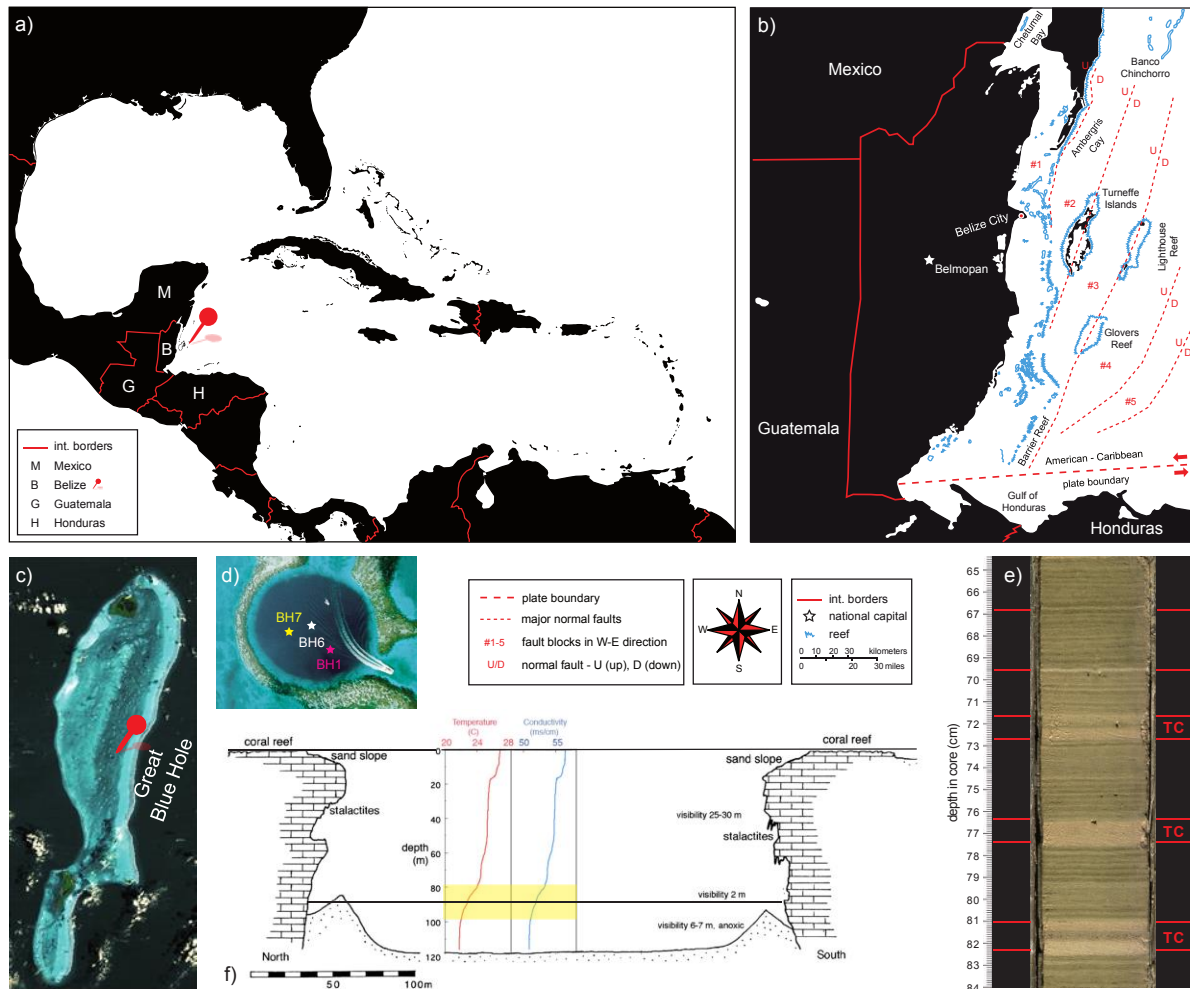 a)
M
B
G
H
int. borders
M Mexico
B Belize
G Guatemala
H Honduras
b)
Mexico
Chetumal
Bay
Banco
Chinchorro
U
D
U
D
U
D
Ambergris
Cay
#1
#2
Turneffe
Islands
Belize City
Belmopan
Lighthouse
Reef
#3
Glovers
Reef
U
D
U
D
#4
#5
Guatemala
Barrier Reef
American - Caribbean
plate boundary
Gulf of
Honduras
Honduras
c)
Great
Blue Hole
d)
BH7
BH6
BH1
plate boundary
major normal faults
#1-5 fault blocks in W-E direction
U/D normal fault - U (up), D (down)
N
W E
S
int. borders
national capital
reef
kilometers
0 10 20 30
0 10 20 30
miles
e)
depth in core (cm)
65
66
67
68
69
70
71
72
73
74
75
76
77
78
79
80
81
82
83
84
TC
TC
TC
f)
Temperature
(C)
20 24 28
Conductivity
(ms/cm)
50 55
coral reef
sand slope
stalactites
depth
(m)
0
20
40
60
80
100
120
coral reef
sand slope
visibility 25-30 m
stalactites
visibility 2 m
visibility 6-7 m, anoxic
North
South
50 100m